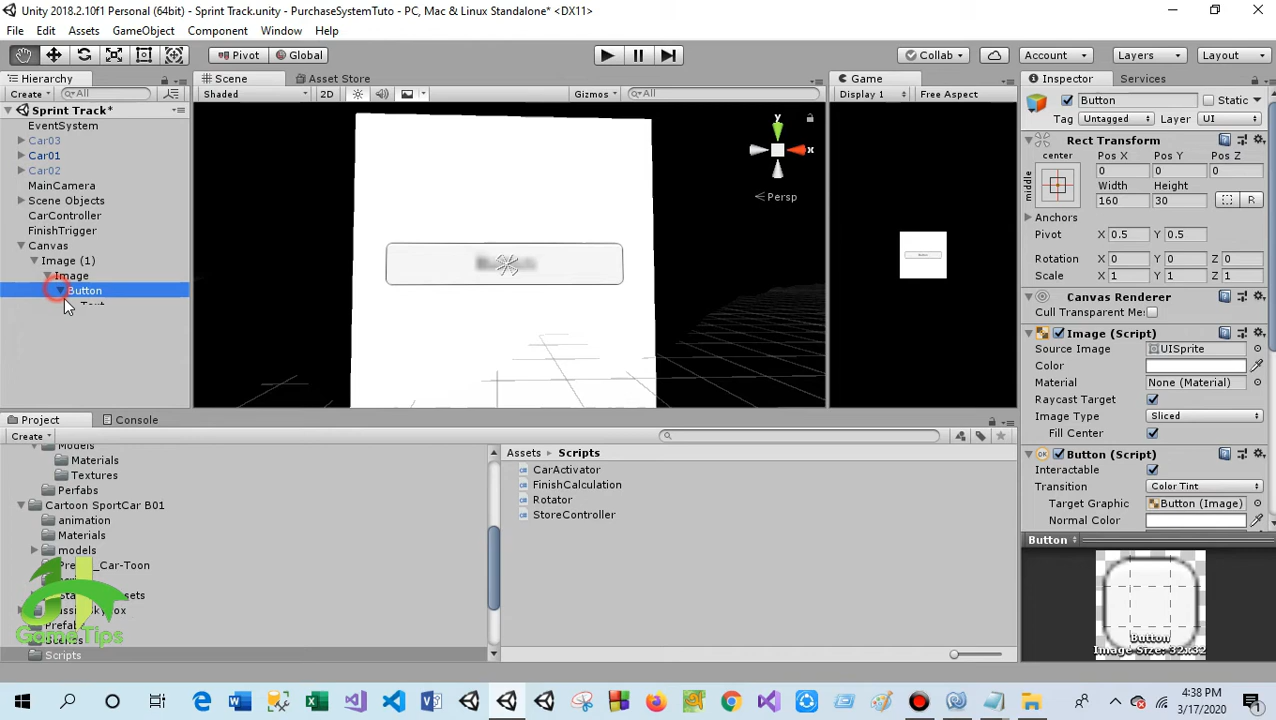 Unity 2018.2.10f1 Personal (64bit) - Sprint Track.unity - PurchaseSystemTuto - PC, Mac & Linux Standalone* <DX11>
File Edit Assets GameObject Component Window Help
Pivot Global Collab Account Layers Layout
Hierarchy
Create All
Sprint Track*
EventSystem
Car03
Car01
Car02
MainCamera
Scene Objects
CarController
FinishTrigger
Canvas
Image (1)
Image
Button
Text
Scene Asset Store
Shaded 2D Gizmos All
y
x
Persp
Game
Display 1 Free Aspect
Inspector Services
Button Static
Tag Untagged Layer UI
Rect Transform
center Pos X Pos Y Pos Z
middle 0 0 0
Width Height
160 30 R
Anchors
Pivot X 0.5 Y 0.5
Rotation X 0 Y 0 Z 0
Scale X 1 Y 1 Z 1
Canvas Renderer
Cull Transparent Me
Image (Script)
Source Image UISprite
Color
Material None (Material)
Raycast Target
Image Type Sliced
Fill Center
Button (Script)
Interactable
Transition Color Tint
Target Graphic Button (Image)
Normal Color
Button
Button
Image Size: 32x32
Project Console
Create
Models
Materials
Textures
Perfabs
Cartoon SportCar B01
animation
Materials
models
_Car-Toon
Scripts
Assets Scripts
CarActivator
FinishCalculation
Rotator
StoreController
GameTips
4:38 PM
3/17/2020